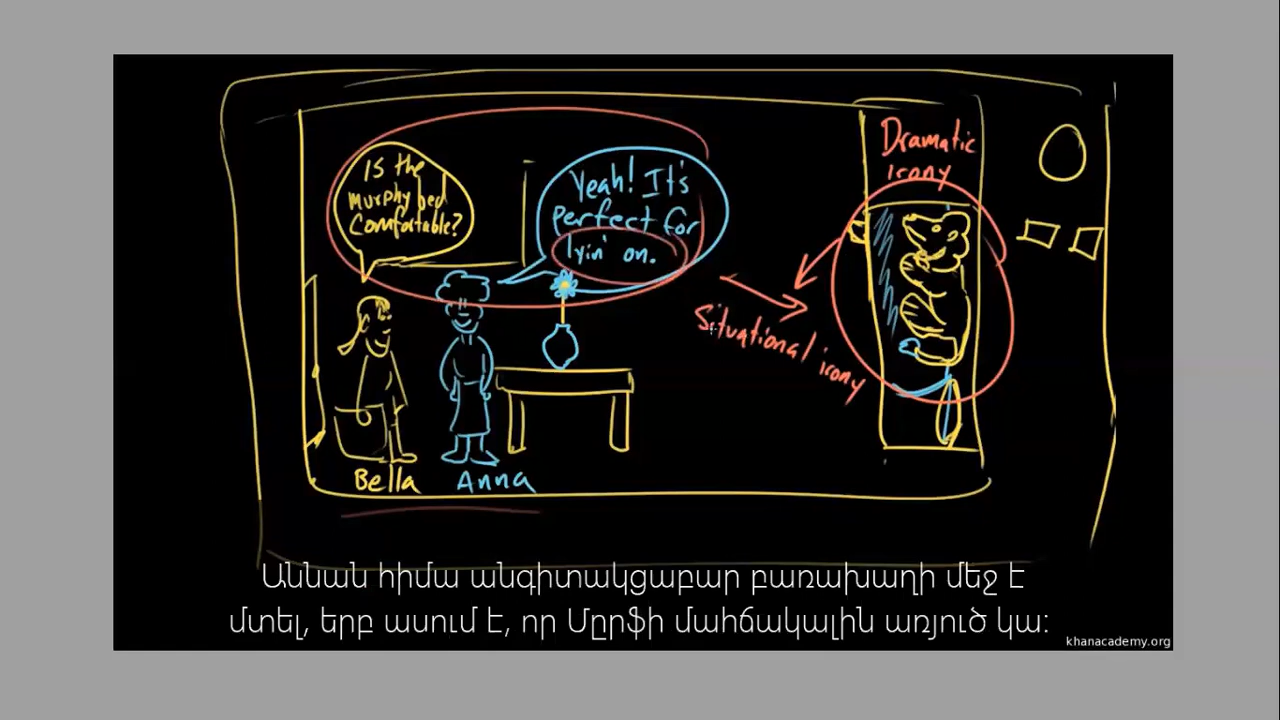 Is the
murphy bed
Comfortable?
Yeah! It's
perfect for
lyin' on.
Dramatic
irony
Situational irony
Bella
Anna
Աննան հիմա անգիտակցաբար բառախաղի մեջ է
մտել, երբ ասում է, որ Մըրֆի մահճակալին առյուծ կա:
khanacademy.org